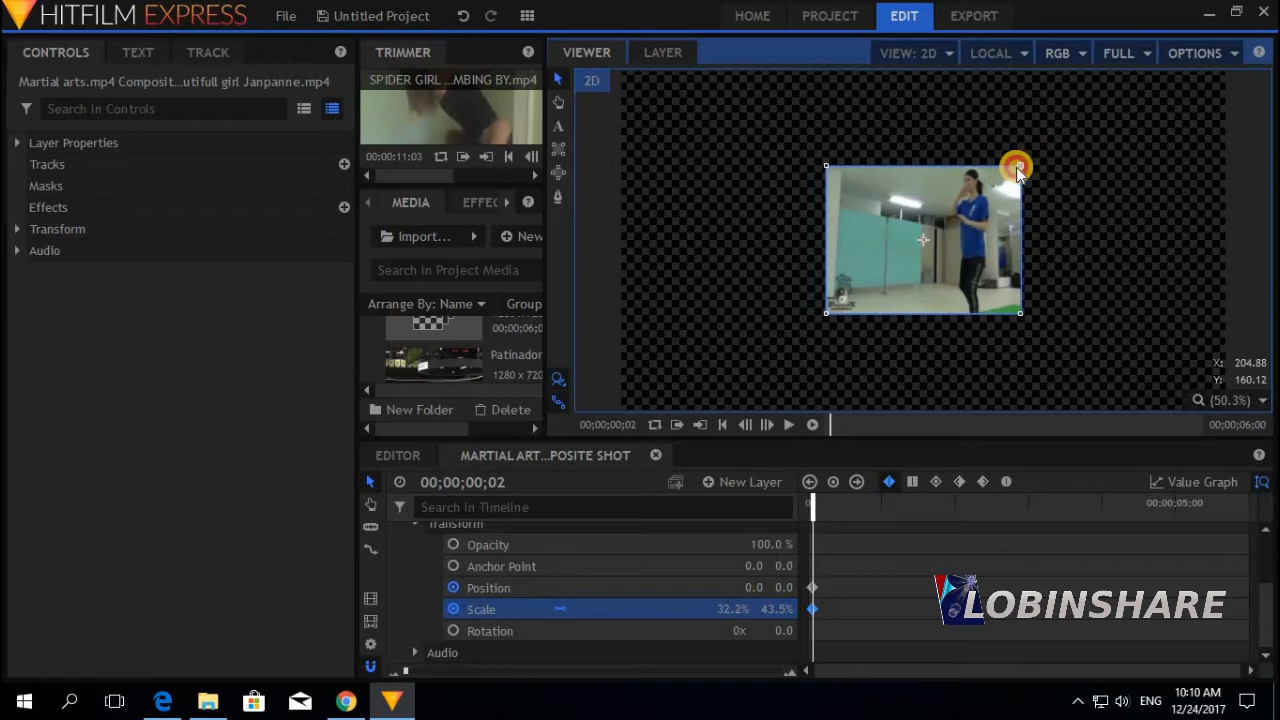 HITFILM EXPRESS
File
Untitled Project
HOME
PROJECT
EDIT
EXPORT
CONTROLS
TEXT
TRACK
TRIMMER
VIEWER
LAYER
VIEW: 2D
LOCAL
RGB
FULL
OPTIONS
Martial arts.mp4 Composit...utifull girl Janpanne.mp4
SPIDER GIRL ...MBING BY.mp4
2D
Search in Controls
Layer Properties
Tracks
Masks
Effects
Transform
Audio
00:00:11;03
MEDIA
EFFEC
Import...
New
Search in Project Media
Arrange By: Name
Group
00;00;06;0
Patinador
1280 x 720
New Folder
Delete
X: 204.88
Y: 160.12
(50.3%)
00;00;00;02
00;00;06;00
EDITOR
MARTIAL ART...POSITE SHOT
00;00;00;02
New Layer
Value Graph
Search in Timeline
00;00;05;00
Transform
Opacity 100.0 %
Anchor Point 0.0 0.0
Position 0.0 0.0
Scale 32.2% 43.5%
Rotation 0x 0.0
Audio
LOBINSHARE
ENG
10:10 AM
12/24/2017